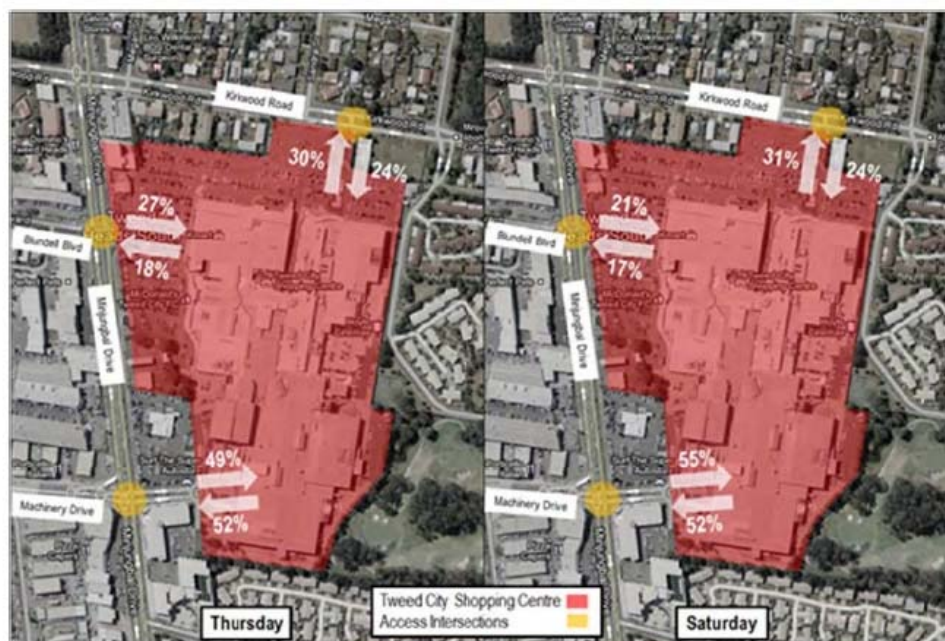 Kirkwood Road
30%
24%
27%
18%
Blundell Blvd
Minjungbal Drive
49%
52%
Machinery Drive
Thursday
Kirkwood Road
31%
24%
21%
17%
Blundell Blvd
Minjungbal Drive
55%
52%
Machinery Drive
Saturday
Tweed City Shopping Centre
Access Intersections